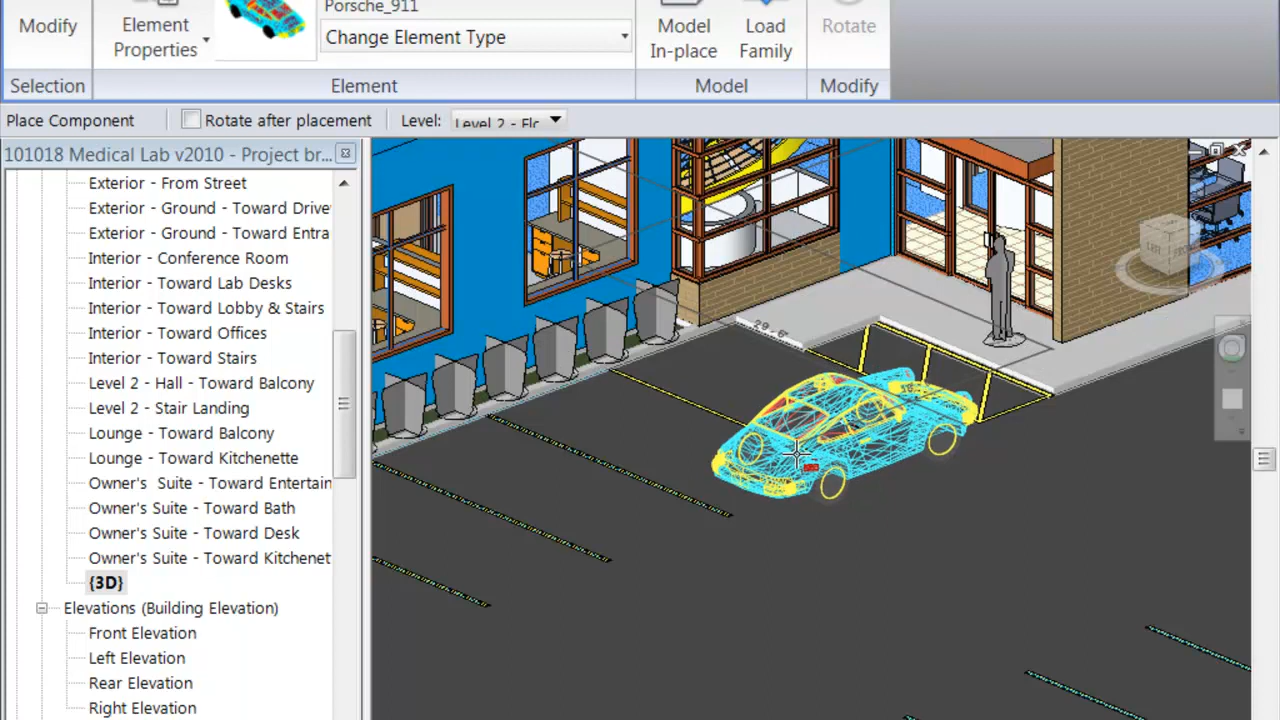 Modify
Element
Properties
Porsche_911
Change Element Type
Model
In-place
Load
Family
Rotate
Selection
Element
Model
Modify
Place Component
Rotate after placement
Level:
Level 2 - Flo
101018 Medical Lab v2010 - Project br...
Exterior - From Street
Exterior - Ground - Toward Drive
Exterior - Ground - Toward Entra
Interior - Conference Room
Interior - Toward Lab Desks
Interior - Toward Lobby & Stairs
Interior - Toward Offices
Interior - Toward Stairs
Level 2 - Hall - Toward Balcony
Level 2 - Stair Landing
Lounge - Toward Balcony
Lounge - Toward Kitchenette
Owner's Suite - Toward Entertain
Owner's Suite - Toward Bath
Owner's Suite - Toward Desk
Owner's Suite - Toward Kitchenet
{3D}
Elevations (Building Elevation)
Front Elevation
Left Elevation
Rear Elevation
Right Elevation
LEFT